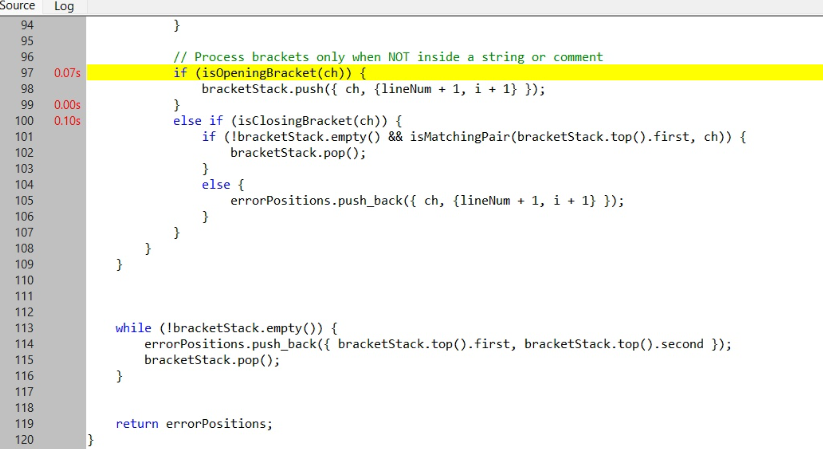 Source Log
94 }
95
96 // Process brackets only when NOT inside a string or comment
97 0.07s if (isOpeningBracket(ch)) {
98 bracketStack.push({ ch, {lineNum + 1, i + 1} });
99 0.00s }
100 0.10s else if (isClosingBracket(ch)) {
101 if (!bracketStack.empty() && isMatchingPair(bracketStack.top().first, ch)) {
102 bracketStack.pop();
103 }
104 else {
105 errorPositions.push_back({ ch, {lineNum + 1, i + 1} });
106 }
107 }
108 }
109 }
110
111
112
113 while (!bracketStack.empty()) {
114 errorPositions.push_back({ bracketStack.top().first, bracketStack.top().second });
115 bracketStack.pop();
116 }
117
118
119 return errorPositions;
120 }